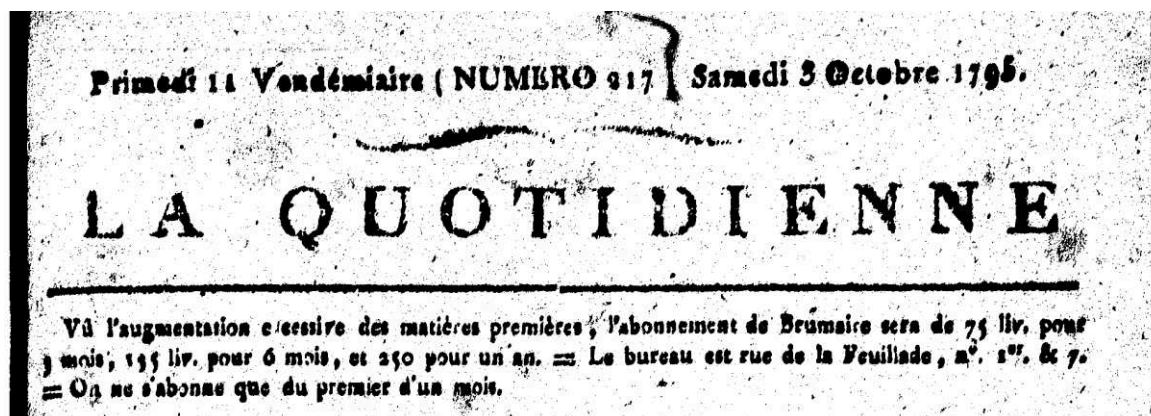 Primedi 11 Vendémiaire ( NUMERO 217 Samedi 3 Octobre 1795.
LA QUOTIDIENNE
Vû l'augmentation excessive des matières premières, l'abonnement de Brumaire sera de 75 liv. pour
3 mois, 135 liv. pour 6 mois, et 250 pour un an. = Le bureau est rue de la Feuillade, n°. 1er. & 7.
= On ne s'abonne que du premier d'un mois.